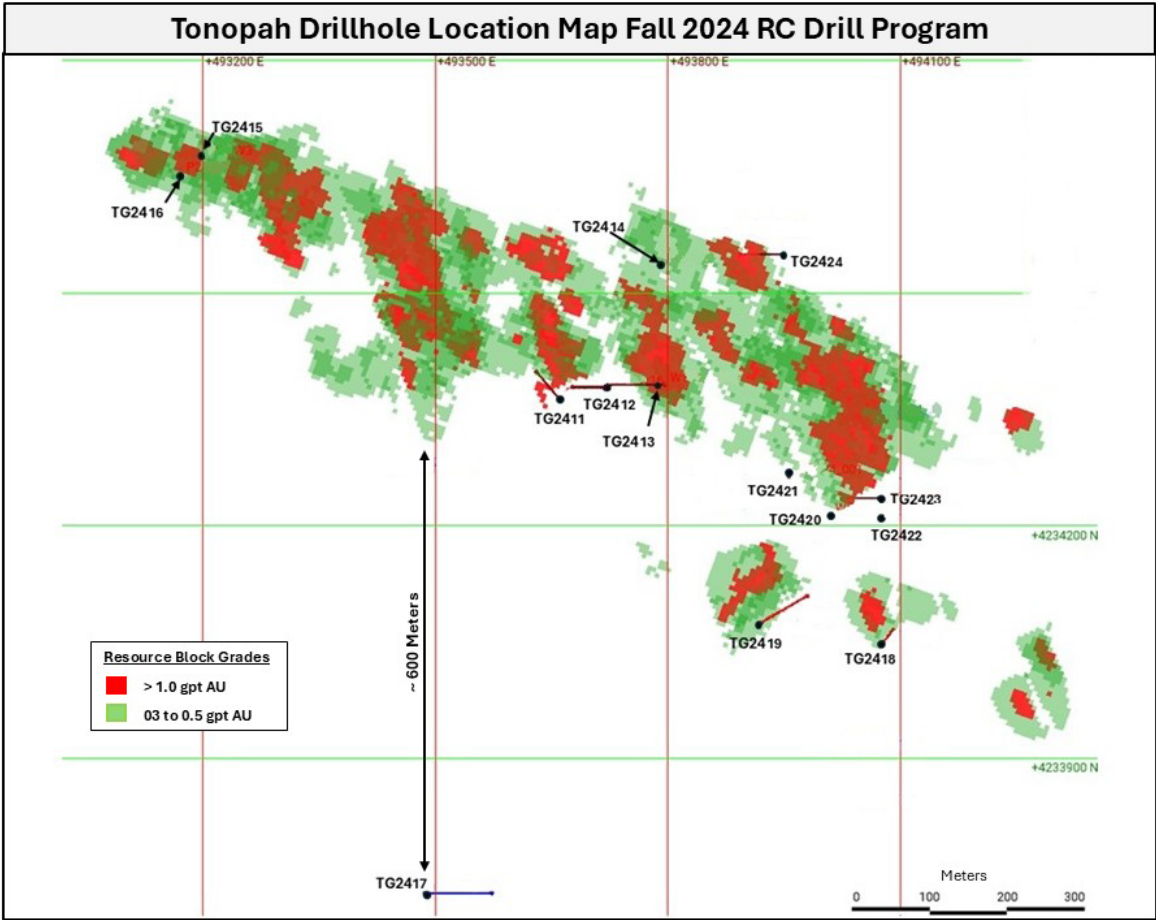 Tonopah Drillhole Location Map Fall 2024 RC Drill Program
+493200 E
+493500 E
+493800 E
+494100 E
TG2415
TG2416
TG2414
TG2424
TG2411
TG2412
TG2413
TG2421
TG2423
TG2420
TG2422
+4234200 N
~ 600 Meters
TG2419
TG2418
Resource Block Grades
> 1.0 gpt AU
03 to 0.5 gpt AU
+4233900 N
TG2417
Meters
0 100 200 300